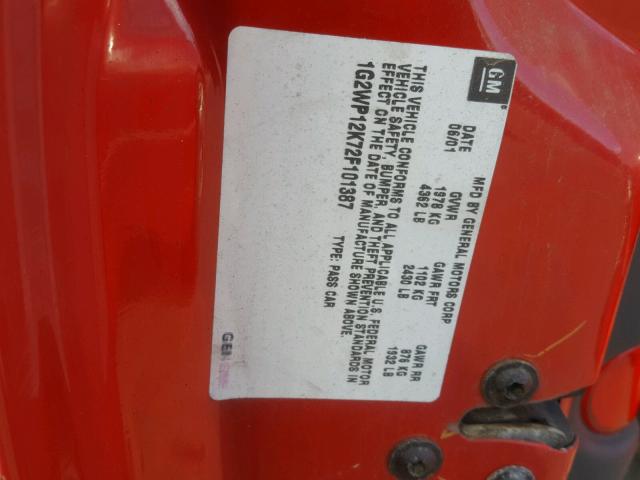 GM
MFD BY GENERAL MOTORS CORP
DATE GVWR GAWR FRT GAWR RR
06/01 1978 KG 1102 KG 876 KG
4362 LB 2430 LB 1932 LB
THIS VEHICLE CONFORMS TO ALL APPLICABLE U.S. FEDERAL MOTOR
VEHICLE SAFETY, BUMPER, AND THEFT PREVENTION STANDARDS IN
EFFECT ON THE DATE OF MANUFACTURE SHOWN ABOVE.
1G2WP12K72F101387 TYPE: PASS CAR